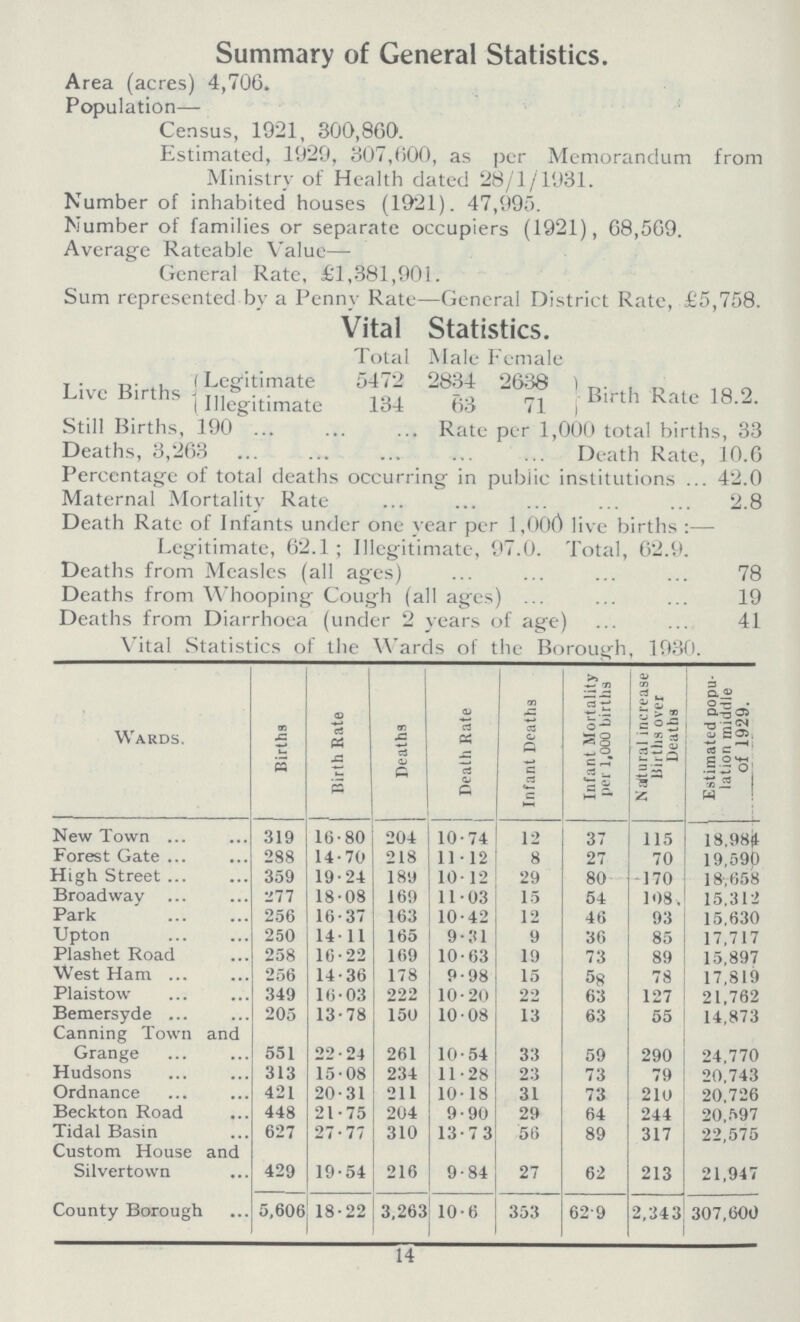 Summary of General Statistics.
Area (acres) 4,706.
Population—
Census, 1921, 300,860.
Estimated, 1929, 307,600, as per Memorandum from
Ministry of Health dated 28/1/1931.
Number of inhabited houses (1921). 47,995.
Number of families or separate occupiers (1921), 68,569.
Average Rateable Value—
General Rate, £1,381,901.
Sum represented by a Penny Rate—General District Rate, £5,758.
Vital Statistics.
Total Male Female
Live Births { Legitimate 5472 2834 2638 } Birth Rate 18.2.
{ Illegitimate 134 63 71 }
Still Births, 190 ... ... ... Rate per 1,000 total births, 33
Deaths, 3,263 ... ... ... ... ... Death Rate, 10.6
Percentage of total deaths occurring in public institutions ... 42.0
Maternal Mortality Rate ... ... ... ... ... 2.8
Death Rate of Infants under one year per 1,000 live births :—
Legitimate, 62.1 ; Illegitimate, 97.0. Total, 62.9.
Deaths from Measles (all ages) ... ... ... ... 78
Deaths from Whooping Cough (all ages) ... ... ... 19
Deaths from Diarrhoea (under 2 years of age) ... ... 41
Vital Statistics of the Wards of the Borough, 1930.
WARDS. Births Birth Rate Deaths Death Rate Infant Deaths Infant Mortality per 1,000 births Natural increase Births over Deaths Estimated popu- lation middle of 1929.
New Town ... ... 319 16·80 204 10·74 12 37 115 18,984
Forest Gate ... ... 288 14·70 218 11·12 8 27 70 19,590
High Street ... ... 359 19·24 189 10·12 29 80 170 18,658
Broadway ... ... 277 18·08 169 11·03 15 54 108 15,312
Park ... ... 256 16·37 163 10·42 12 46 93 15,630
Upton ... ... 250 14·11 165 9·31 9 36 85 17,717
Plashet Road ... 258 16·22 169 10·63 19 73 89 15,897
West Ham ... ... 256 14·36 178 9·98 15 58 78 17,819
Plaistow ... ... 349 16·03 222 10·20 22 63 127 21,762
Bemersyde ... ... 205 13·78 150 10·08 13 63 55 14,873
Canning Town and
Grange ... ... 551 22·24 261 10·54 33 59 290 24,770
Hudsons ... ... 313 15·08 234 11·28 23 73 79 20,743
Ordnance ... ... 421 20·31 211 10·18 31 73 210 20,726
Beckton Road ... 448 21·75 204 9·90 29 64 244 20,597
Tidal Basin ... 627 27·77 310 13·73 56 89 317 22,575
Custom House and
Silvertown ... 429 19·54 216 9·84 27 62 213 21,947
County Borough ... 5,606 18·22 3,263 10·6 353 62·9 2,343 307,600
14